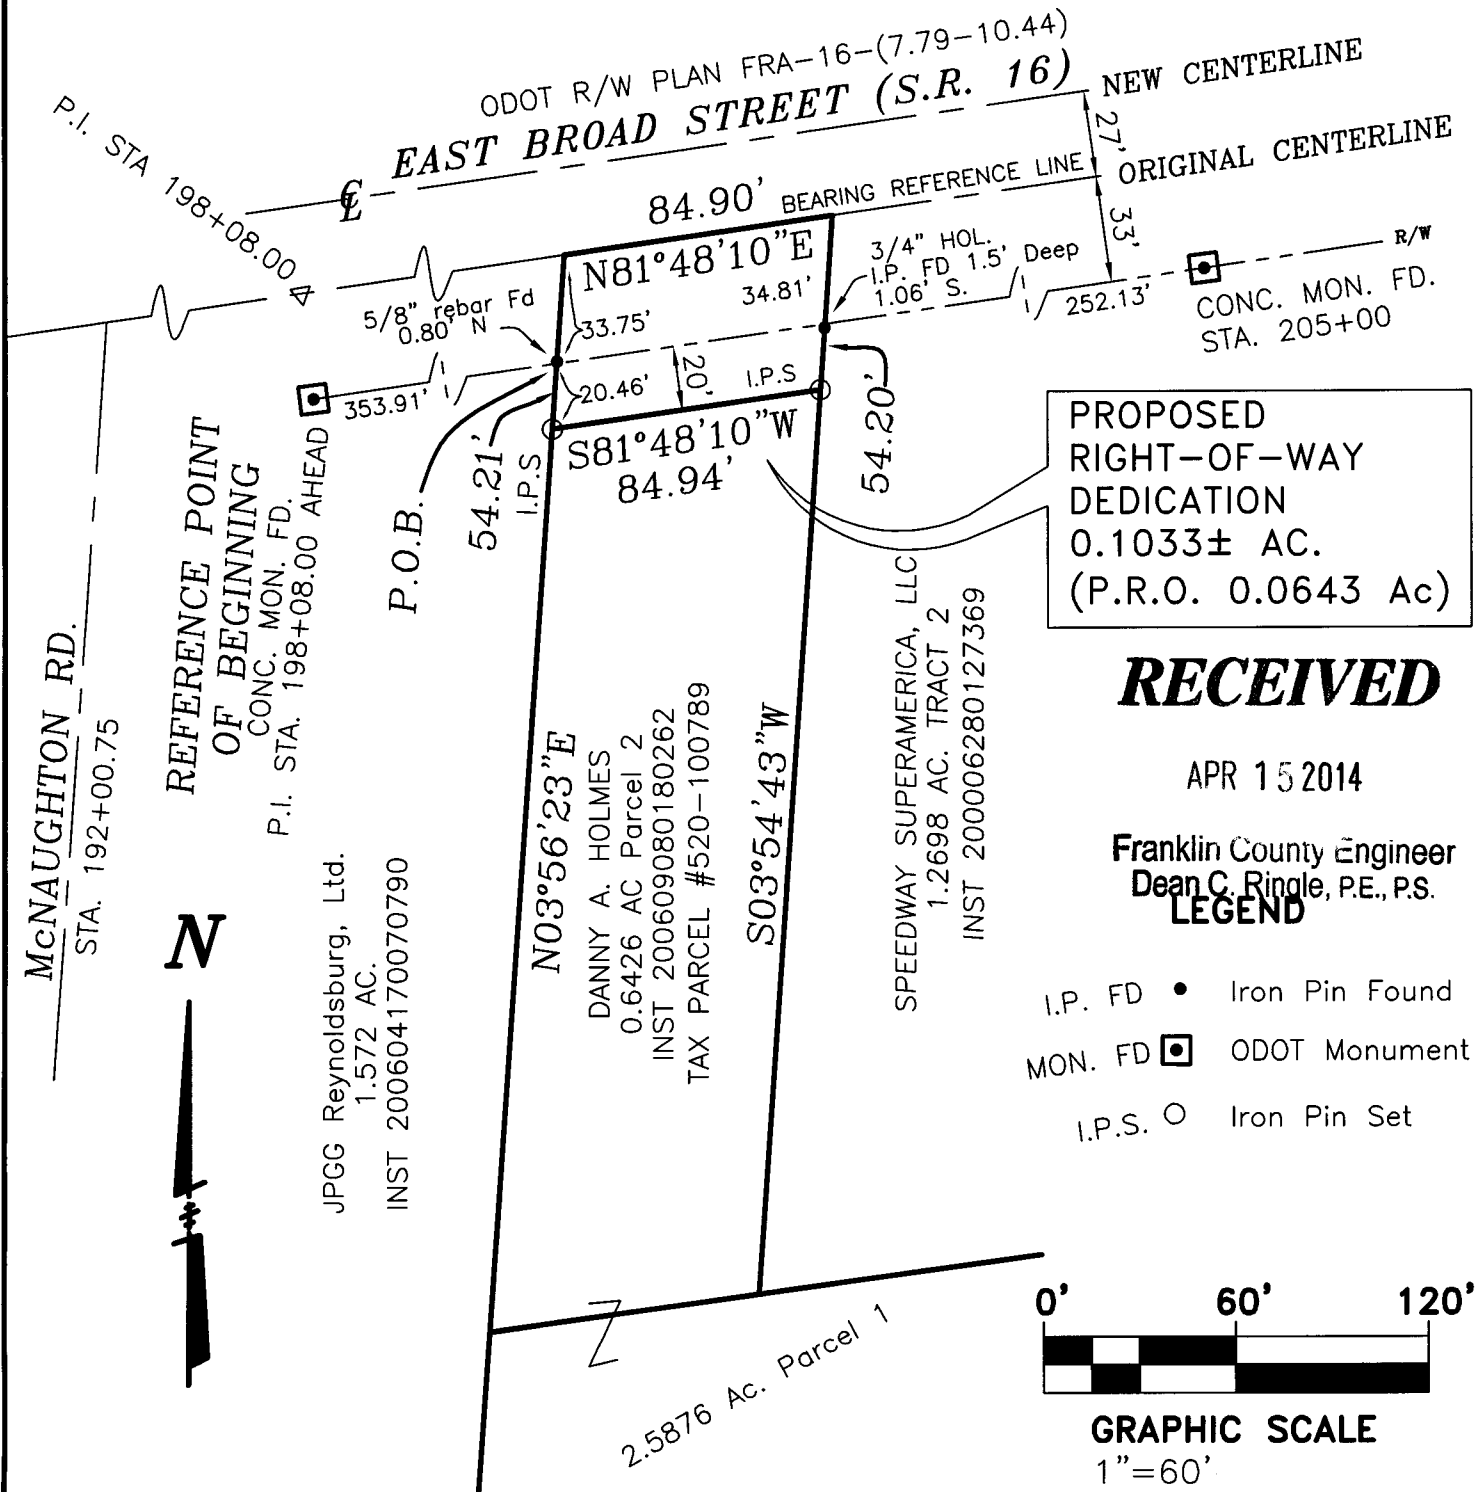 ODOT R/W PLAN FRA-16-(7.79-10.44)
EAST BROAD STREET (S.R. 16)
NEW CENTERLINE
P.I. STA 198+08.00
℄
27'
ORIGINAL CENTERLINE
84.90'
BEARING REFERENCE LINE
33'
N81°48'10"E
3/4" HOL.
I.P. FD 1.5' Deep
1.06' S.
R/W
5/8" rebar Fd
0.80' N
33.75'
34.81'
252.13'
CONC. MON. FD.
STA. 205+00
353.91'
20.46'
20'
I.P.S
S81°48'10"W
84.94'
54.21'
I.P.S
54.20'
P.O.B.
PROPOSED
RIGHT-OF-WAY
DEDICATION
0.1033± AC.
(P.R.O. 0.0643 Ac)
REFERENCE POINT
OF BEGINNING
CONC. MON. FD.
P.I. STA. 198+08.00 AHEAD
McNAUGHTON RD.
STA. 192+00.75
N
JPGG Reynoldsburg, Ltd.
1.572 AC.
INST 200604170070790
N03°56'23"E
DANNY A. HOLMES
0.6426 AC Parcel 2
INST 200609080180262
TAX PARCEL #520-100789
S03°54'43"W
SPEEDWAY SUPERAMERICA, LLC
1.2698 AC. TRACT 2
INST 200006280127369
RECEIVED
APR 15 2014
Franklin County Engineer
Dean C. Ringle, P.E., P.S.
LEGEND
I.P. FD Iron Pin Found
MON. FD ODOT Monument
I.P.S. Iron Pin Set
2.5876 Ac. Parcel 1
0' 60' 120'
GRAPHIC SCALE
1"=60'